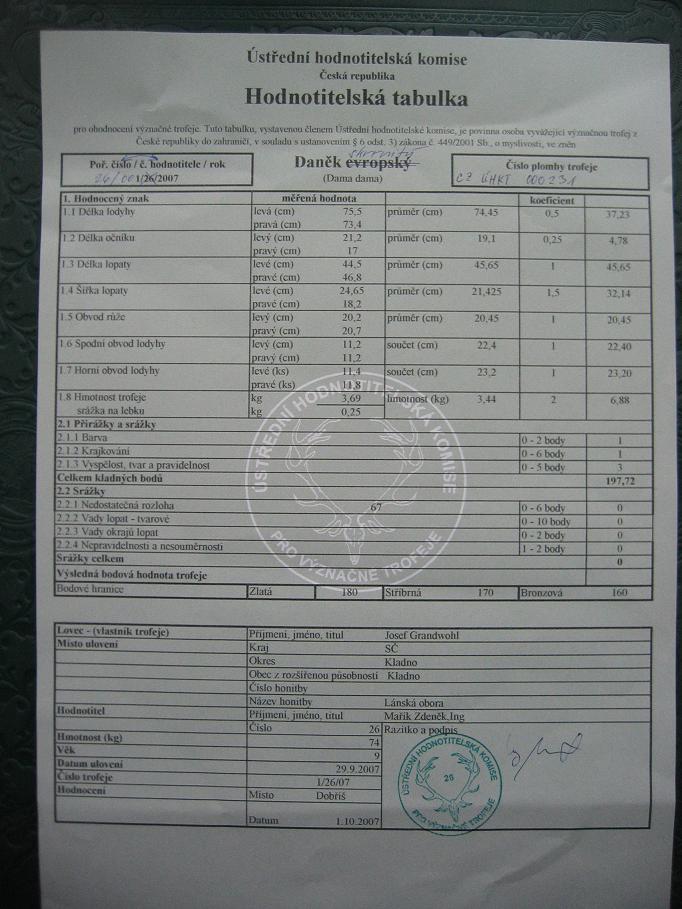 Ústřední hodnotitelská komise
Česká republika
Hodnotitelská tabulka
pro obodnocení význačné trofeje. Tuto tabulku, vystavenou členem Ústřední hodnotitelské komise, je povinna osoba vyvážející význačnou trofej z
České republiky do zahraničí, v souladu s ustanovením § 6 odst. 3) zákona č. 449/2001 Sb., o myslivosti, ve zněn
Poř. číslo / č. hodnotitele / rok Daněk evropský Číslo plomby trofeje
1/26/2007 (Dama dama) CZ ÚHKT 000231
1. Hodnocený znak měřená hodnota koeficient
1.1 Délka lodyhy levá (cm) 75,5 průměr (cm) 74,45 0,5 37,23
pravá (cm) 73,4
1.2 Délka očníku levý (cm) 21,2 průměr (cm) 19,1 0,25 4,78
pravý (cm) 17
1.3 Délka lopaty levé (cm) 44,5 průměr (cm) 45,65 1 45,65
pravé (cm) 46,8
1.4 Šířka lopaty levé (cm) 24,65 průměr (cm) 21,425 1,5 32,14
pravé (cm) 18,2
1.5 Obvod růže levý (cm) 20,2 průměr (cm) 20,45 1 20,45
pravý (cm) 20,7
1.6 Spodní obvod lodyhy levý (cm) 11,2 součet (cm) 22,4 1 22,40
pravý (cm) 11,2
1.7 Horní obvod lodyhy levé (ks) 11,4 součet (cm) 23,2 1 23,20
pravé (ks) 11,8
1.8 Hmotnost trofeje kg 3,69 hmotnost (kg) 3,44 2 6,88
srážka na lebku kg 0,25
2.1 Přirážky a srážky
2.1.1 Barva 0 - 2 body 1
2.1.2 Krajkování 0 - 6 body 1
2.1.3 Vyspělost, tvar a pravidelnost 0 - 5 body 3
Celkem kladných bodů 197,72
2.2 Srážky
2.2.1 Nedostatečná rozloha 67 0 - 6 body 0
2.2.2 Vady lopat - tvarové 0 - 10 body 0
2.2.3 Vady okrajů lopat 0 - 2 body 0
2.2.4 Nepravidelnosti a nesouměrnosti 1 - 2 body 0
Srážky celkem 0
Výsledná bodová hodnota trofeje
Bodové hranice Zlatá 180 Stříbrná 170 Bronzová 160
ÚSTŘEDNÍ HODNOTITELSKÁ KOMISE
PRO VÝZNAČNÉ TROFEJE
Lovec - (vlastník trofeje) Příjmení, jméno, titul Josef Grandwohl
Místo ulovení Kraj SČ
Okres Kladno
Obec z rozšířenou působností Kladno
Číslo honitby
Název honitby Lánská obora
Hodnotitel Příjmení, jméno, titul Mařík Zdeněk,Ing
Číslo 26 Razítko a podpis
Hmotnost (kg) 74
Věk 9
Datum ulovení 29.9.2007
Číslo trofeje 1/26/07
Hodnocení Místo Dobříš
Datum 1.10.2007
ÚSTŘEDNÍ HODNOTITELSKÁ KOMISE
26
PRO VÝZNAČNÉ TROFEJE